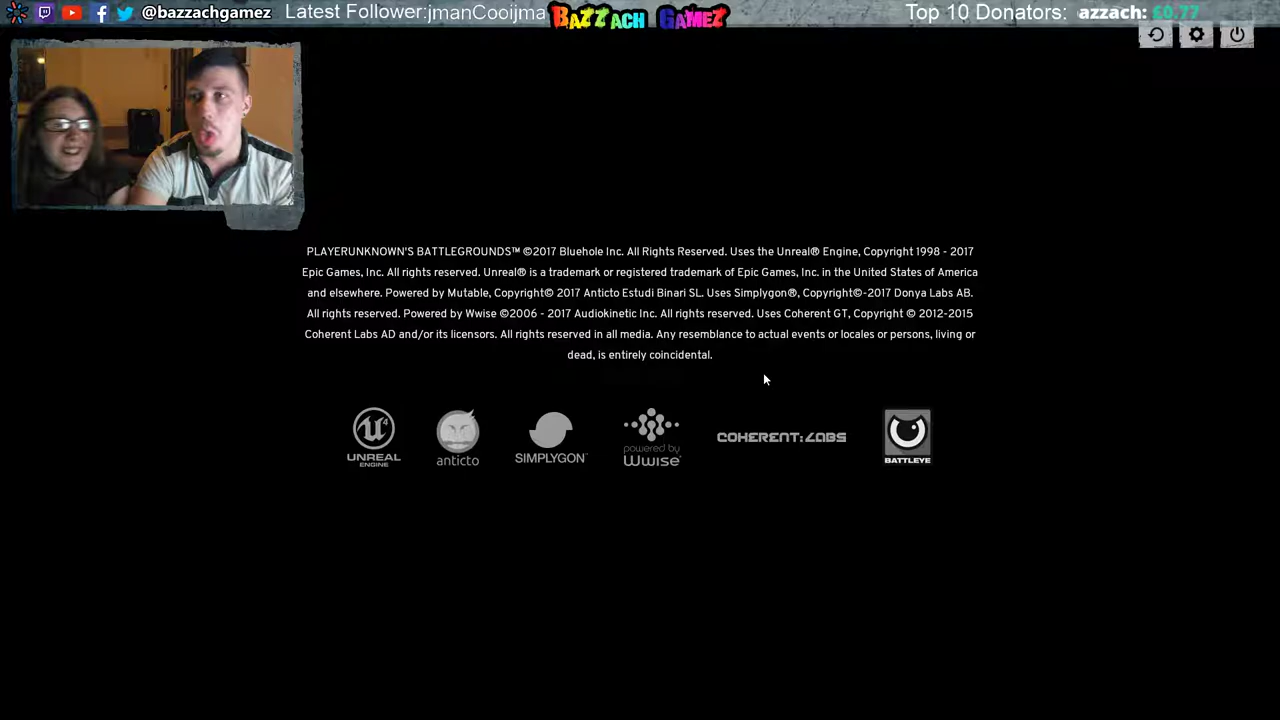 @bazzachgamez Latest Follower:jmanCooijma BAZZACH GAMEZ Top 10 Donators: azzach: £0.77
PLAYERUNKNOWN'S BATTLEGROUNDS™ ©2017 Bluehole Inc. All Rights Reserved. Uses the Unreal® Engine, Copyright 1998 - 2017
Epic Games, Inc. All rights reserved. Unreal® is a trademark or registered trademark of Epic Games, Inc. in the United States of America
and elsewhere. Powered by Mutable, Copyright© 2017 Anticto Estudi Binari SL. Uses Simplygon®, Copyright©-2017 Donya Labs AB.
All rights reserved. Powered by Wwise ©2006 - 2017 Audiokinetic Inc. All rights reserved. Uses Coherent GT, Copyright © 2012-2015
Coherent Labs AD and/or its licensors. All rights reserved in all media. Any resemblance to actual events or locales or persons, living or
dead, is entirely coincidental.
UNREAL
ENGINE
anticto
SIMPLYGON
powered by
Wwise
COHERENT:LABS
BATTLEYE